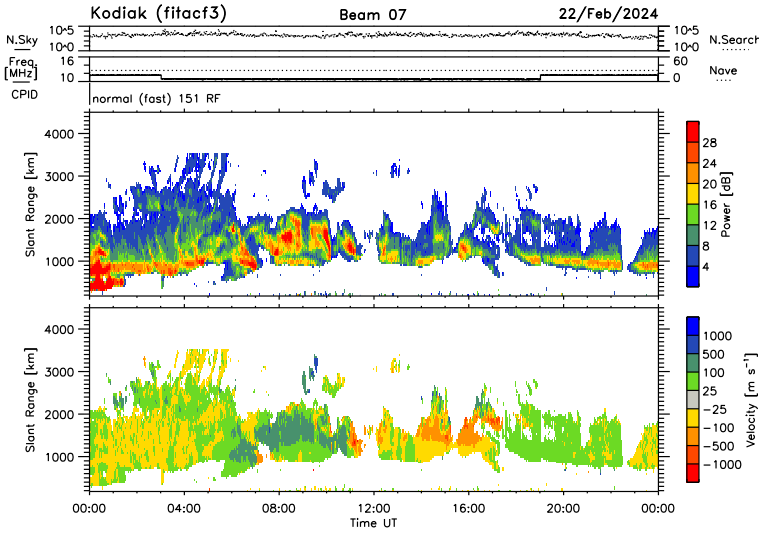 Kodiak (fitacf3) Beam 07 22/Feb/2024
N.Sky 10^5 10^0 10^5 10^0 N.Search
Freq. [MHz] 16 10 60 0 Nave
CPID normal (fast) 151 RF
Slant Range [km] 4000 3000 2000 1000
28 24 20 16 12 8 4 Power [dB]
Slant Range [km] 4000 3000 2000 1000
1000 500 100 25 -25 -100 -500 -1000 Velocity [m s^-1]
00:00 04:00 08:00 12:00 16:00 20:00 00:00
Time UT